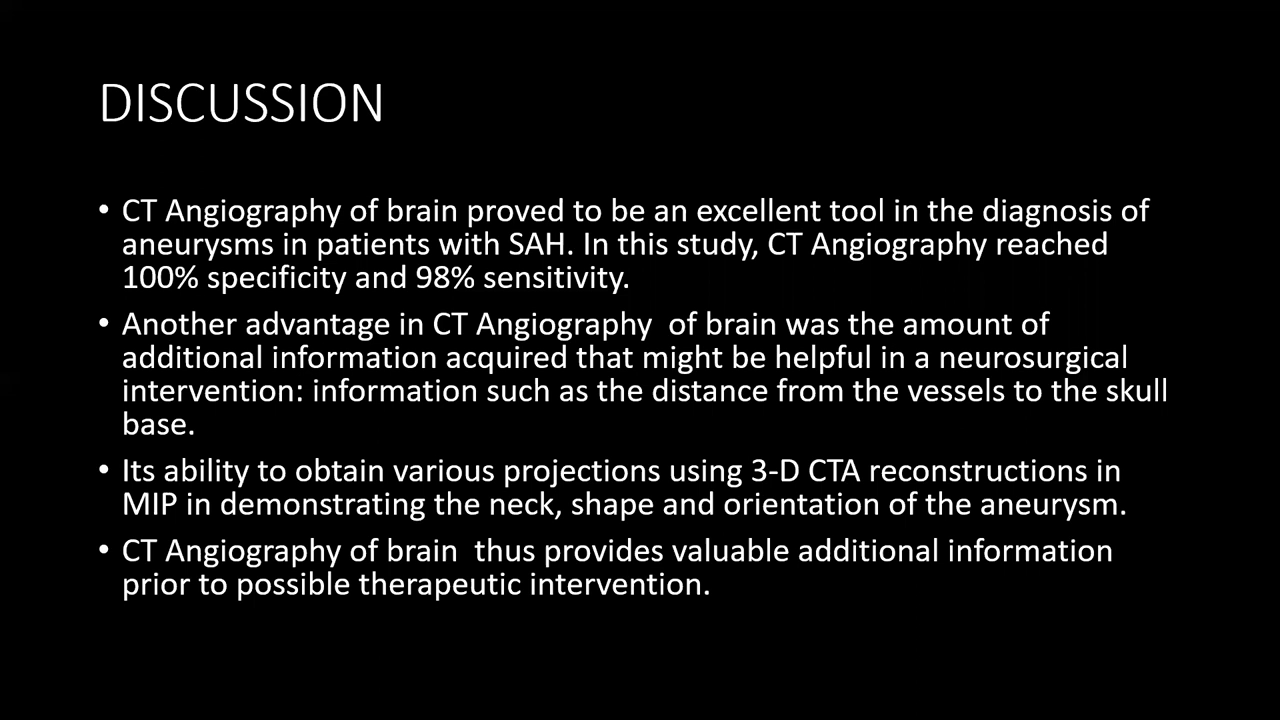 DISCUSSION
• CT Angiography of brain proved to be an excellent tool in the diagnosis of
aneurysms in patients with SAH. In this study, CT Angiography reached
100% specificity and 98% sensitivity.
• Another advantage in CT Angiography  of brain was the amount of
additional information acquired that might be helpful in a neurosurgical
intervention: information such as the distance from the vessels to the skull
base.
• Its ability to obtain various projections using 3-D CTA reconstructions in
MIP in demonstrating the neck, shape and orientation of the aneurysm.
• CT Angiography of brain  thus provides valuable additional information
prior to possible therapeutic intervention.